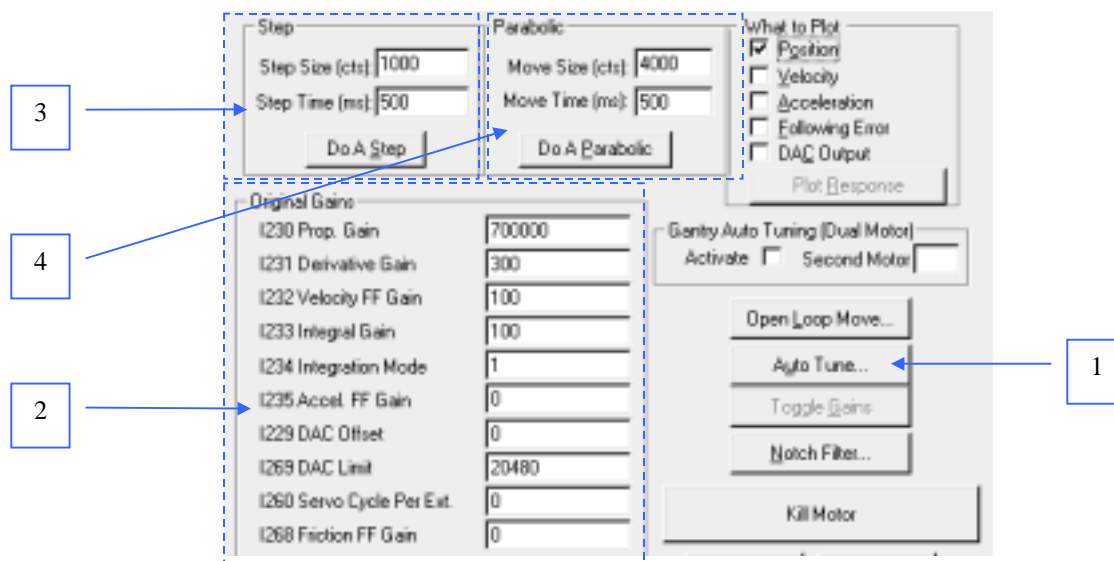 Step
Step Size (cts): 1000
Step Time (ms): 500
Do A Step
Parabolic
Move Size (cts): 4000
Move Time (ms): 500
Do A Parabolic
What to Plot
Position
Velocity
Acceleration
Following Error
DAC Output
Plot Response
3
4
2
1
Original Gains
I230 Prop. Gain 700000
I231 Derivative Gain 300
I232 Velocity FF Gain 100
I233 Integral Gain 100
I234 Integration Mode 1
I235 Accel. FF Gain 0
I229 DAC Offset 0
I269 DAC Limit 20480
I260 Servo Cycle Per Ext. 0
I268 Friction FF Gain 0
Gantry Auto Tuning (Dual Motor)
Activate Second Motor
Open Loop Move...
Auto Tune...
Toggle Gains
Notch Filter...
Kill Motor